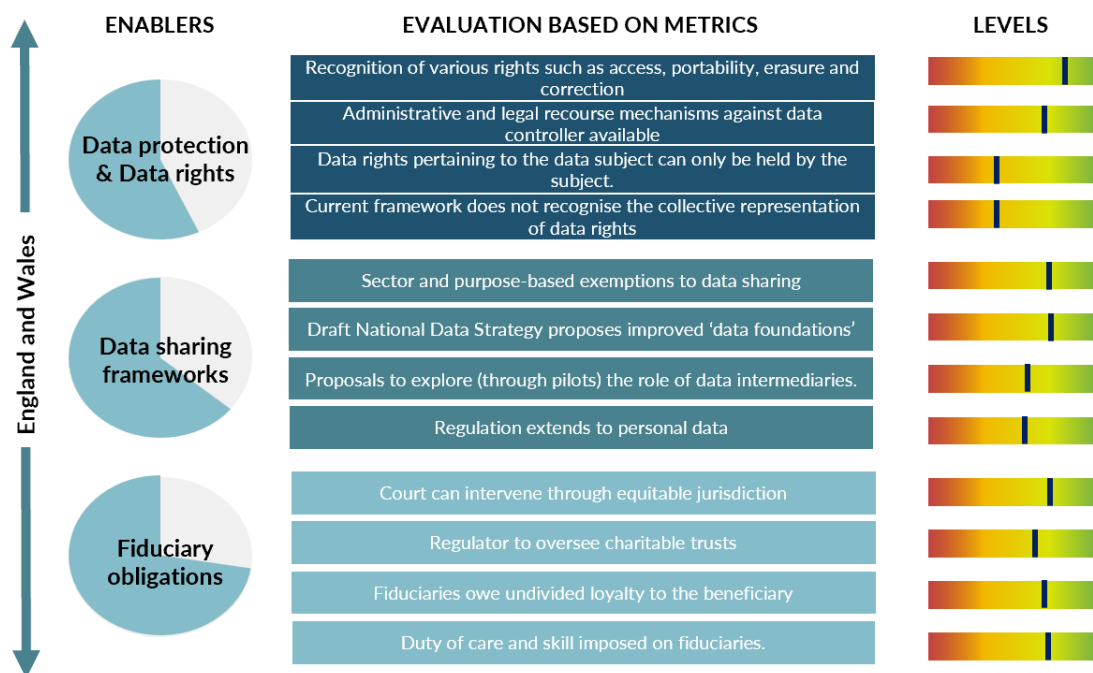 ENABLERS
EVALUATION BASED ON METRICS
LEVELS
England and Wales
Data protection
& Data rights
Recognition of various rights such as access, portability, erasure and
correction
Administrative and legal recourse mechanisms against data
controller available
Data rights pertaining to the data subject can only be held by the
subject.
Current framework does not recognise the collective representation
of data rights
Data sharing
frameworks
Sector and purpose-based exemptions to data sharing
Draft National Data Strategy proposes improved ‘data foundations’
Proposals to explore (through pilots) the role of data intermediaries.
Regulation extends to personal data
Fiduciary
obligations
Court can intervene through equitable jurisdiction
Regulator to oversee charitable trusts
Fiduciaries owe undivided loyalty to the beneficiary
Duty of care and skill imposed on fiduciaries.